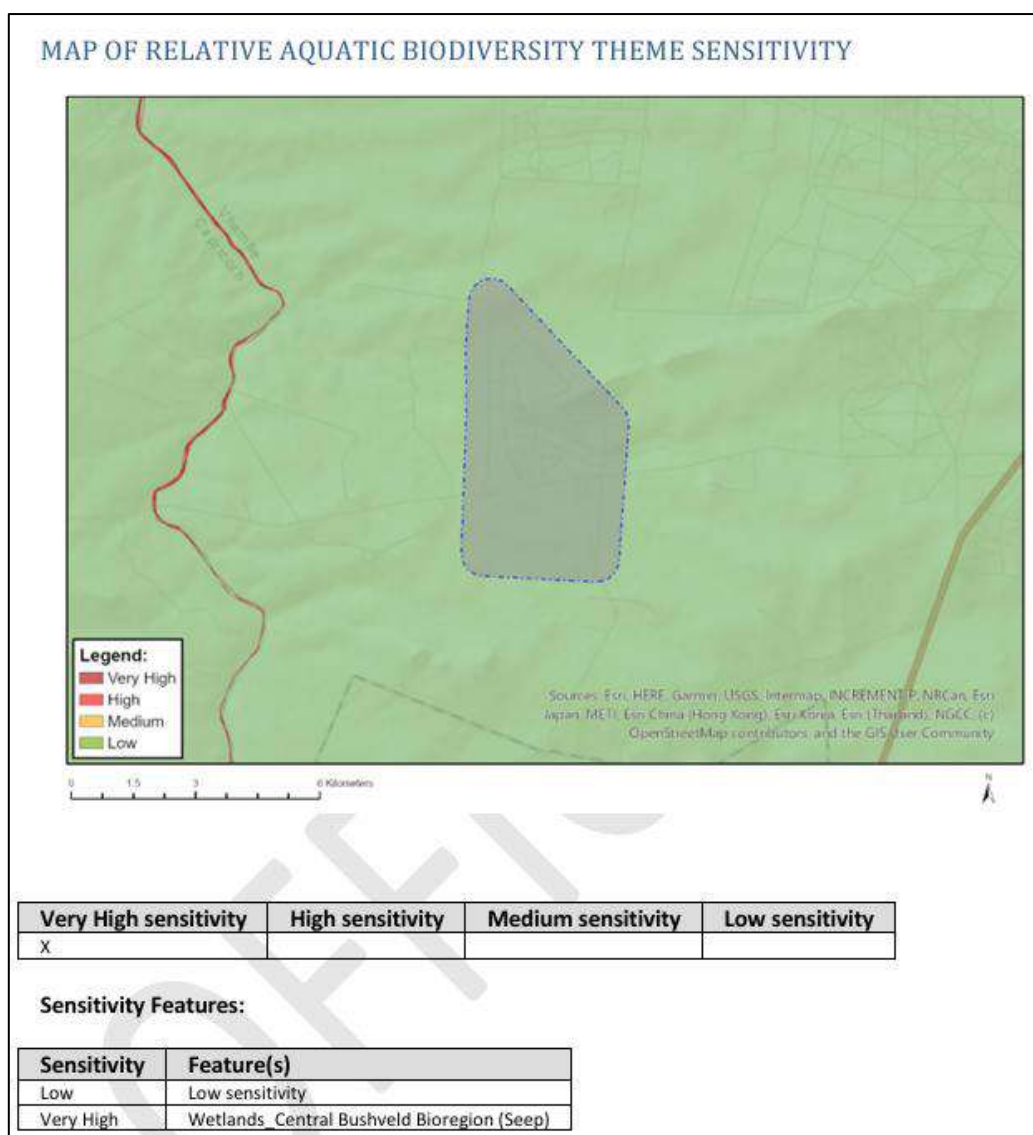 MAP OF RELATIVE AQUATIC BIODIVERSITY THEME SENSITIVITY
Vhembe
Capricorn
Legend:
Very High
High
Medium
Low
Sources: Esri, HERE, Garmin, USGS, Intermap, INCREMENT P, NRCan, Esri
Japan, METI, Esri China (Hong Kong), Esri Korea, Esri (Thailand), NGCC, (c)
OpenStreetMap contributors, and the GIS User Community
0 1.5 3 6 Kilometers
N
Very High sensitivity High sensitivity Medium sensitivity Low sensitivity
X
Sensitivity Features:
Sensitivity Feature(s)
Low Low sensitivity
Very High Wetlands_Central Bushveld Bioregion (Seep)